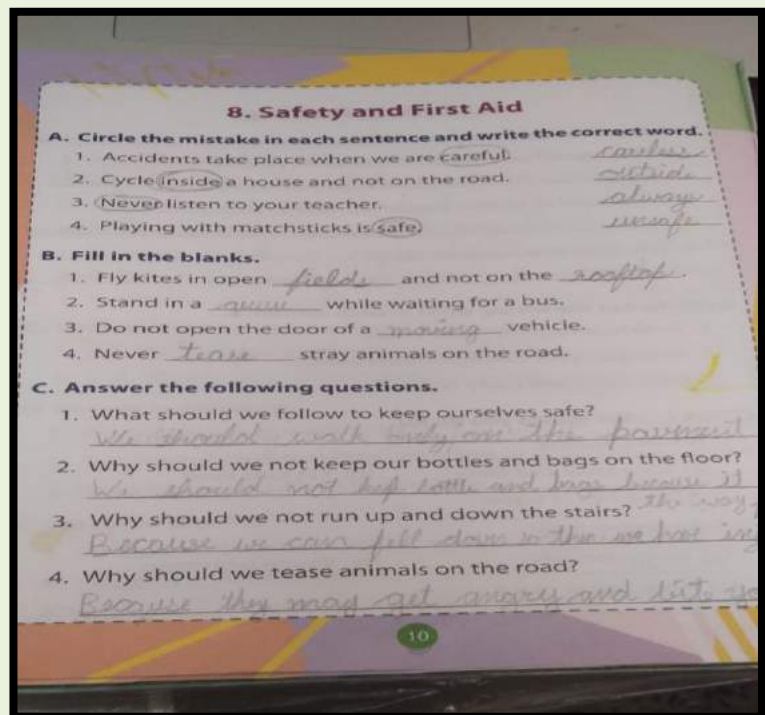 8. Safety and First Aid
A. Circle the mistake in each sentence and write the correct word.
1. Accidents take place when we are careful. careless
2. Cycle inside a house and not on the road. outside
3. Never listen to your teacher. always
4. Playing with matchsticks is safe. unsafe
B. Fill in the blanks.
1. Fly kites in open fields and not on the rooftop.
2. Stand in a queue while waiting for a bus.
3. Do not open the door of a moving vehicle.
4. Never tease stray animals on the road.
C. Answer the following questions.
1. What should we follow to keep ourselves safe?
We should walk only on the pavement
2. Why should we not keep our bottles and bags on the floor?
We should not keep bottle and bags because it
the way
3. Why should we not run up and down the stairs?
Because we can fell down
4. Why should we tease animals on the road?
Because they may get angry and bite
10